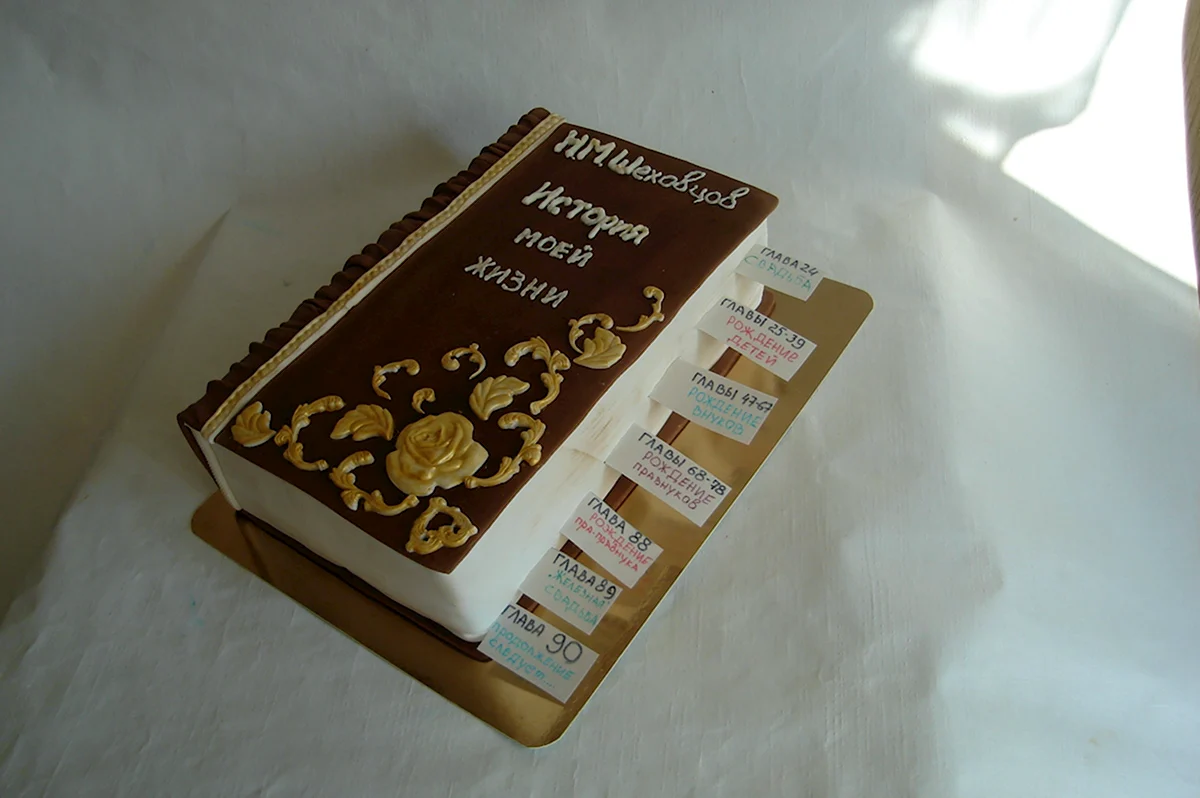 Н.М.Шеховцов
История
моей
жизни
ГЛАВА 24
СВАДЬБА
ГЛАВЫ 25-39
РОЖДЕНИЕ
ДЕТЕЙ
ГЛАВЫ 47-67
РОЖДЕНИЕ
ВНУКОВ
ГЛАВЫ 68-78
РОЖДЕНИЕ
правнуков
ГЛАВА 88
РОЖДЕНИЕ
пра-правнука
ГЛАВА 89
"ЖЕЛЕЗНАЯ"
СВАДЬБА
ГЛАВА 90
продолжение
следует...